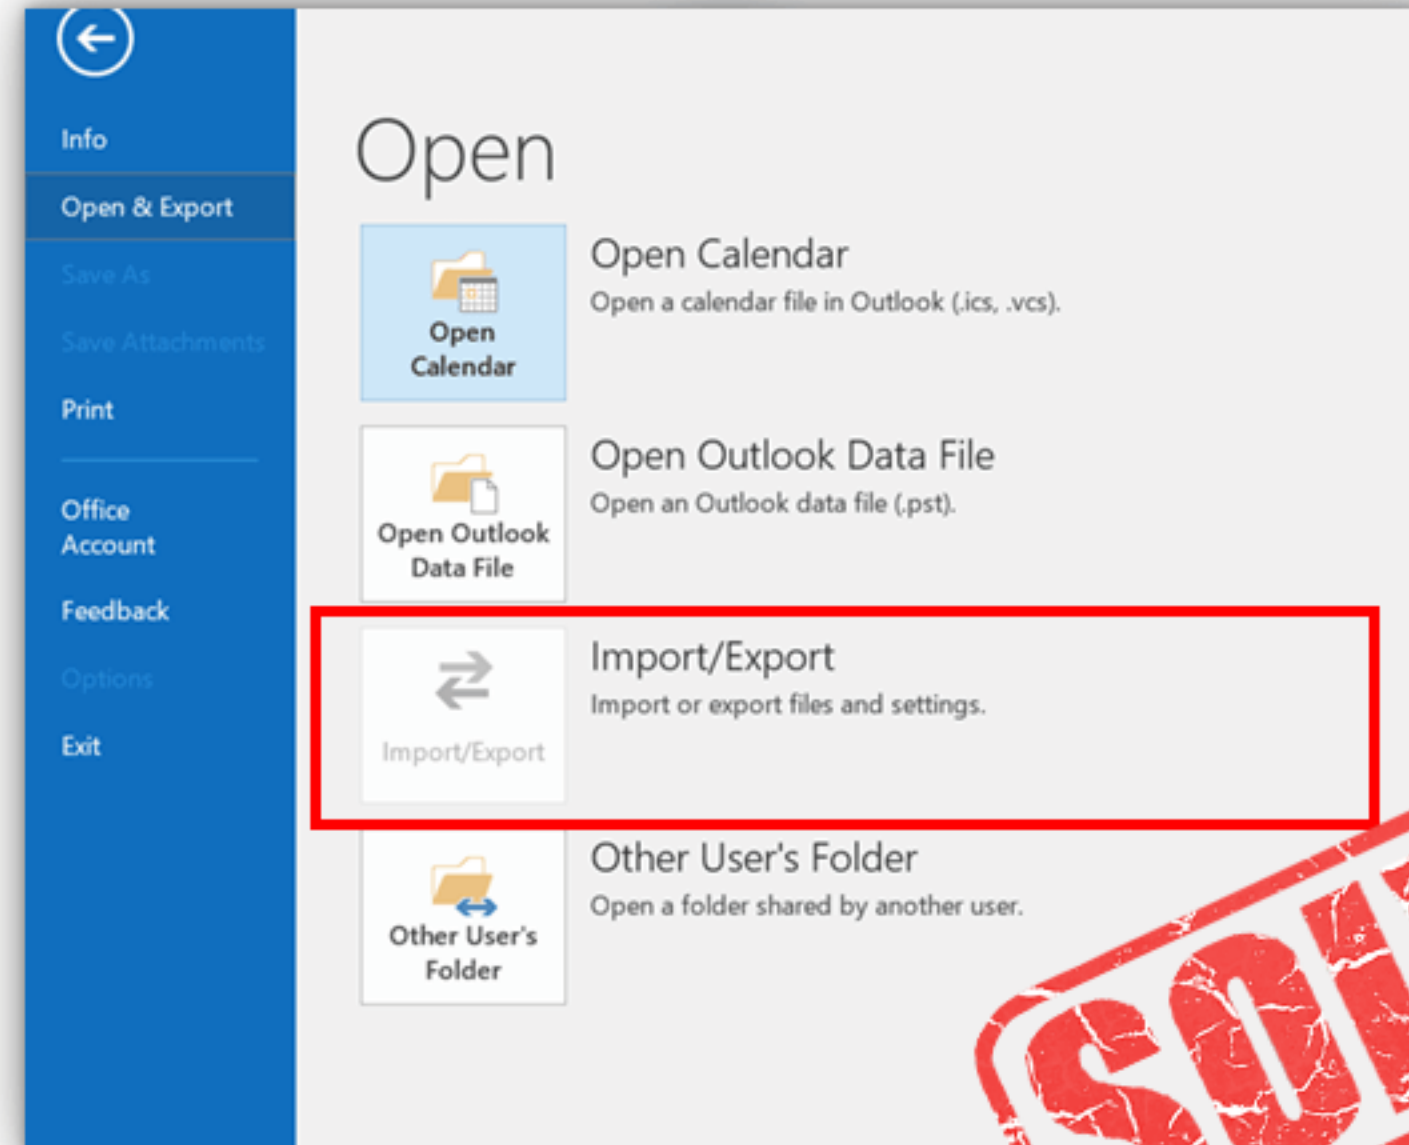 Info
Open & Export
Save As
Save Attachments
Print
Office
Account
Feedback
Options
Exit
Open
Open
Calendar
Open Calendar
Open a calendar file in Outlook (.ics, .vcs).
Open Outlook
Data File
Open Outlook Data File
Open an Outlook data file (.pst).
Import/Export
Import/Export
Import or export files and settings.
Other User's
Folder
Other User's Folder
Open a folder shared by another user.